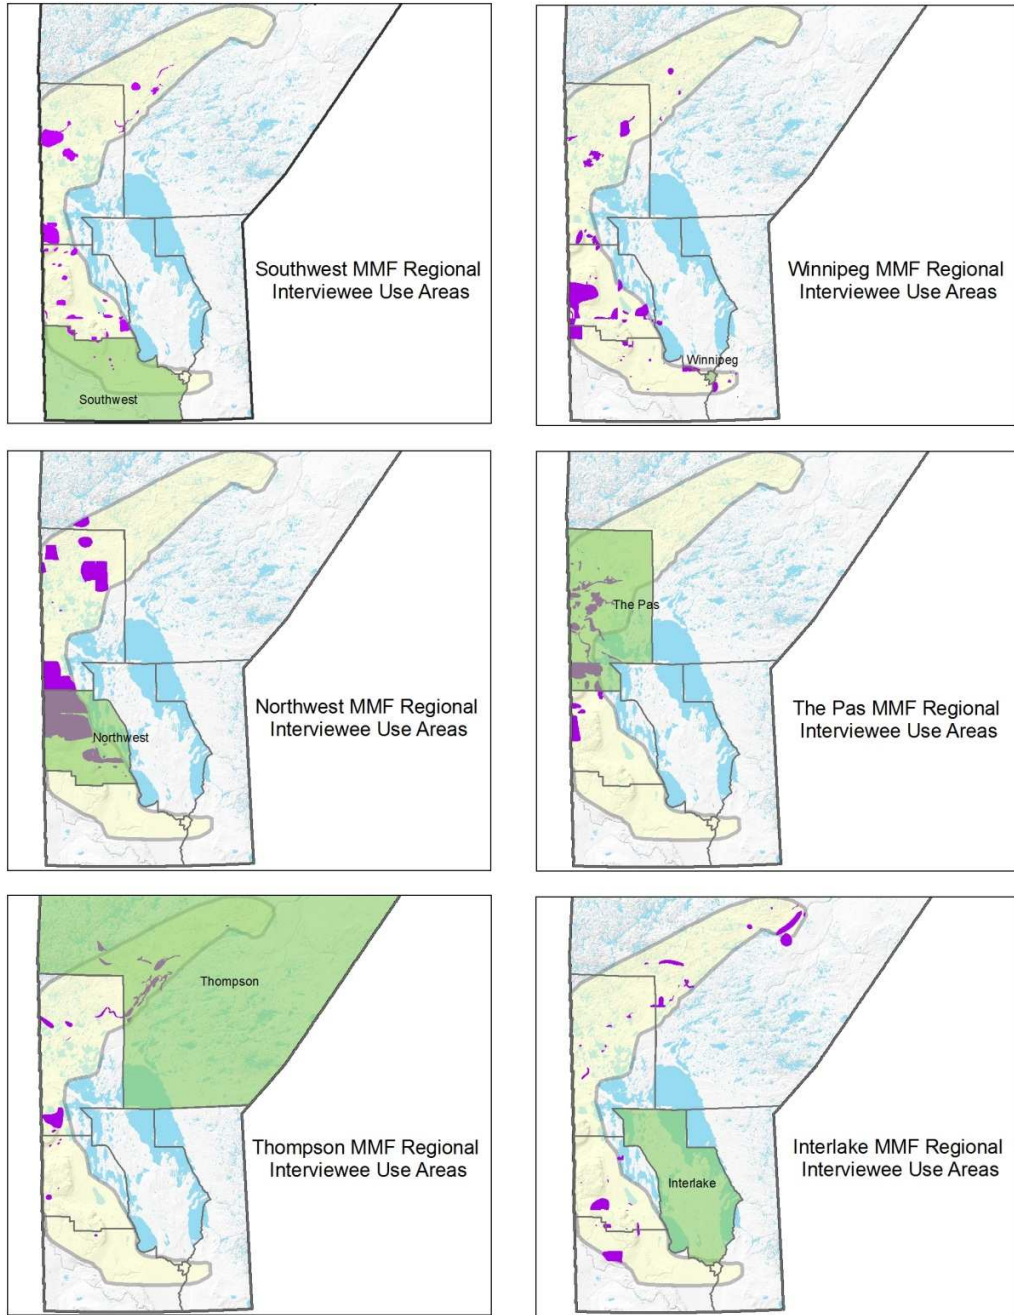 Southwest MMF Regional
Interviewee Use Areas
Southwest
Winnipeg MMF Regional
Interviewee Use Areas
Winnipeg
Northwest MMF Regional
Interviewee Use Areas
Northwest
The Pas
The Pas MMF Regional
Interviewee Use Areas
Thompson
Thompson MMF Regional
Interviewee Use Areas
Interlake MMF Regional
Interviewee Use Areas
Interlake